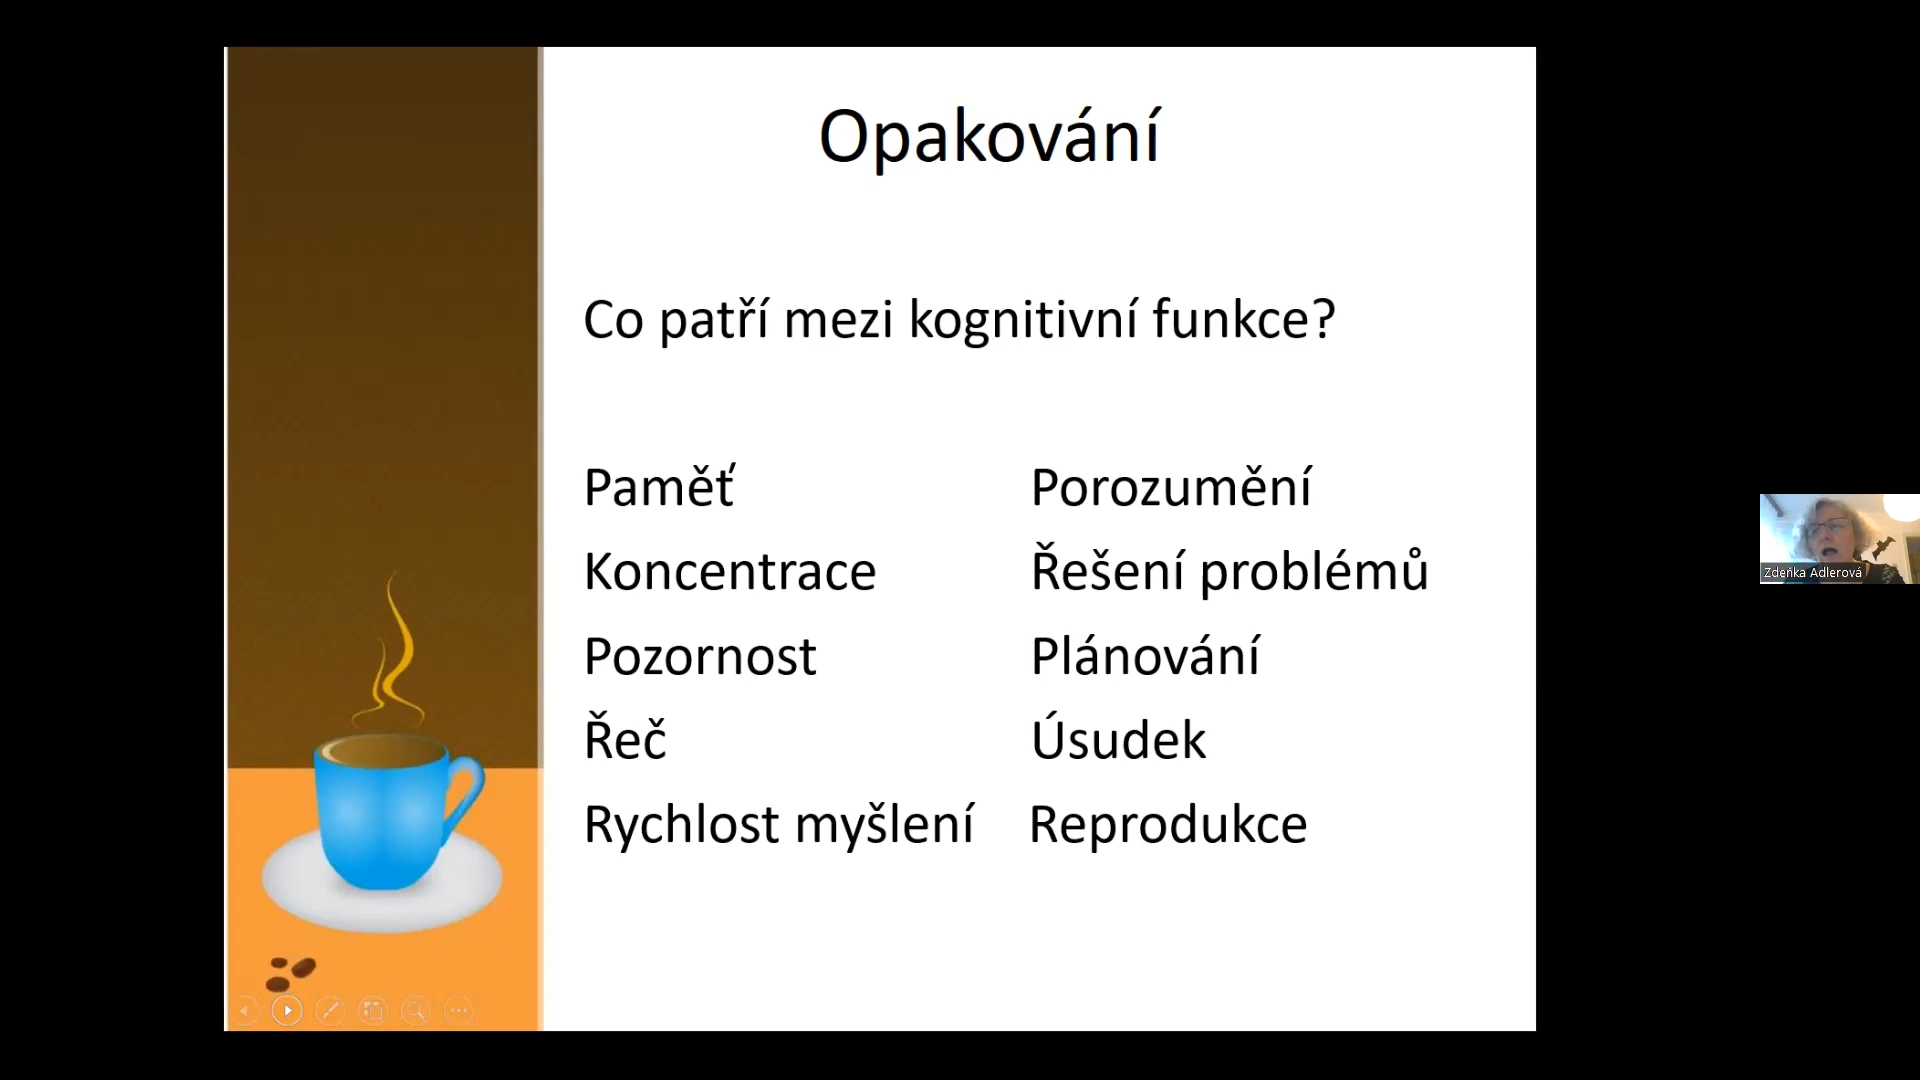 Opakování
Co patří mezi kognitivní funkce?
Paměť Porozumění
Koncentrace Řešení problémů
Pozornost Plánování
Řeč Úsudek
Rychlost myšlení Reprodukce
Zdeňka Adlerová